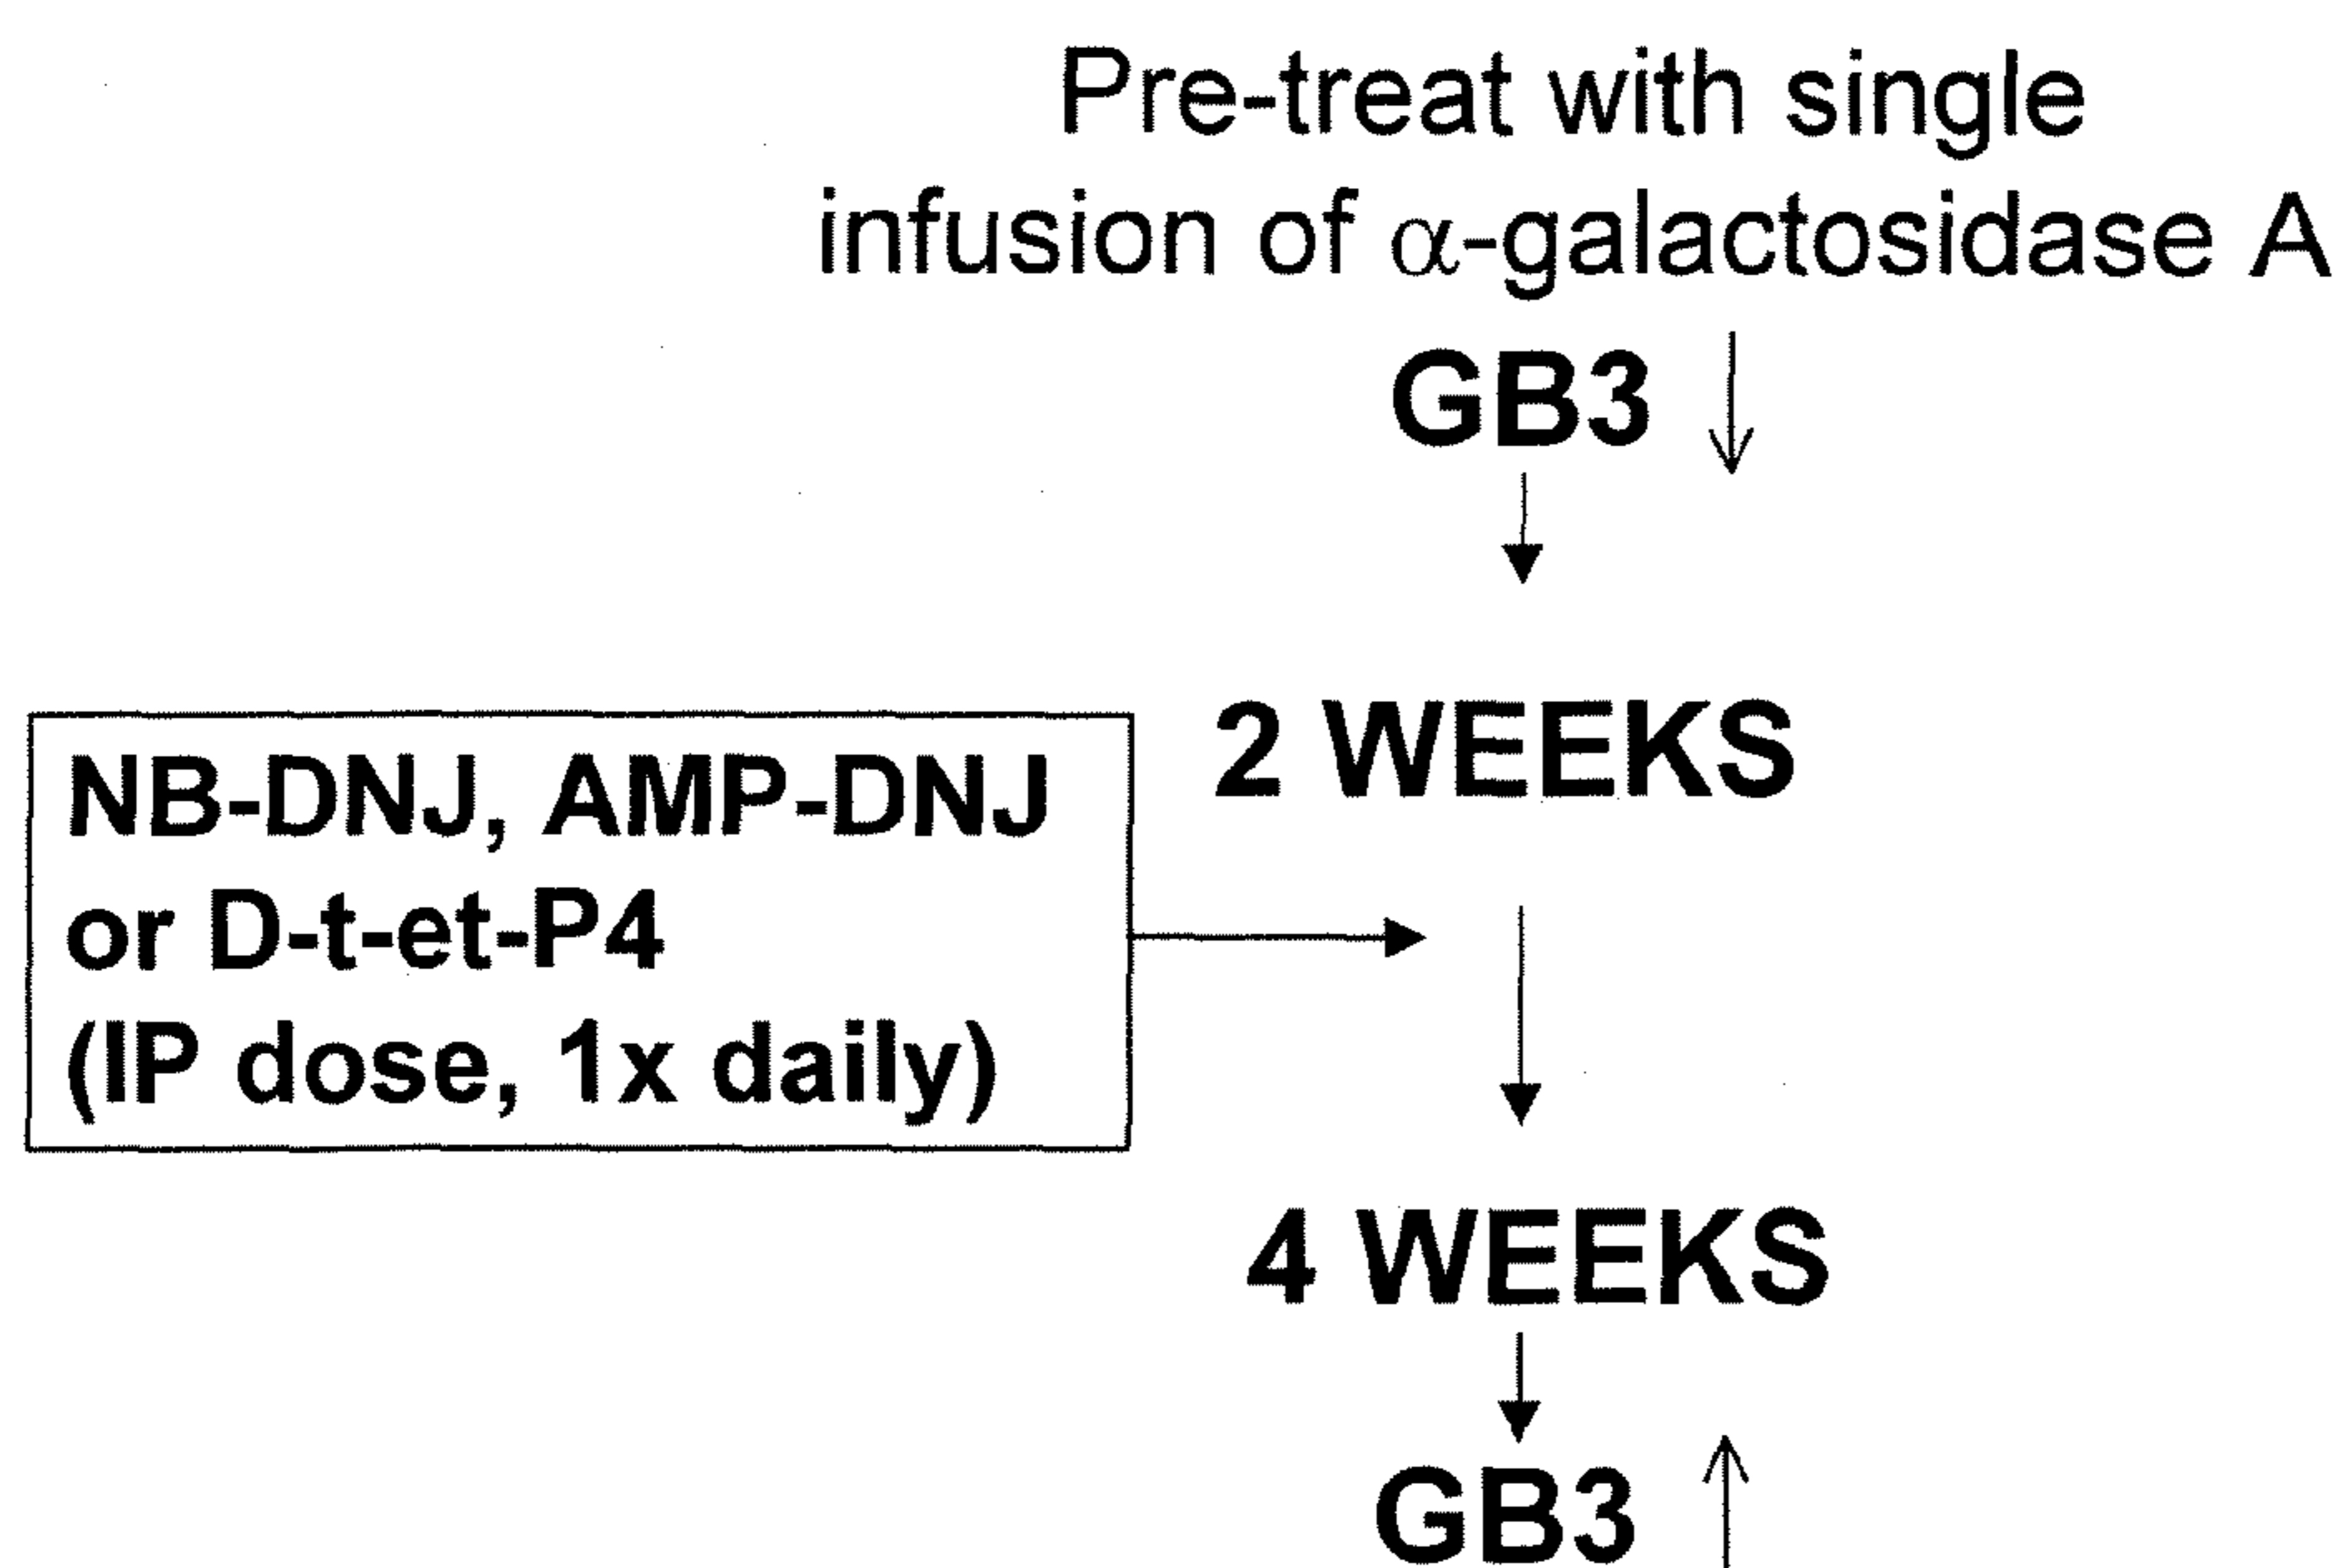 Pre-treat with single
infusion of α-galactosidase A
GB3 ↓
2 WEEKS
NB-DNJ, AMP-DNJ
or D-t-et-P4
(IP dose, 1x daily)
4 WEEKS
GB3 ↑